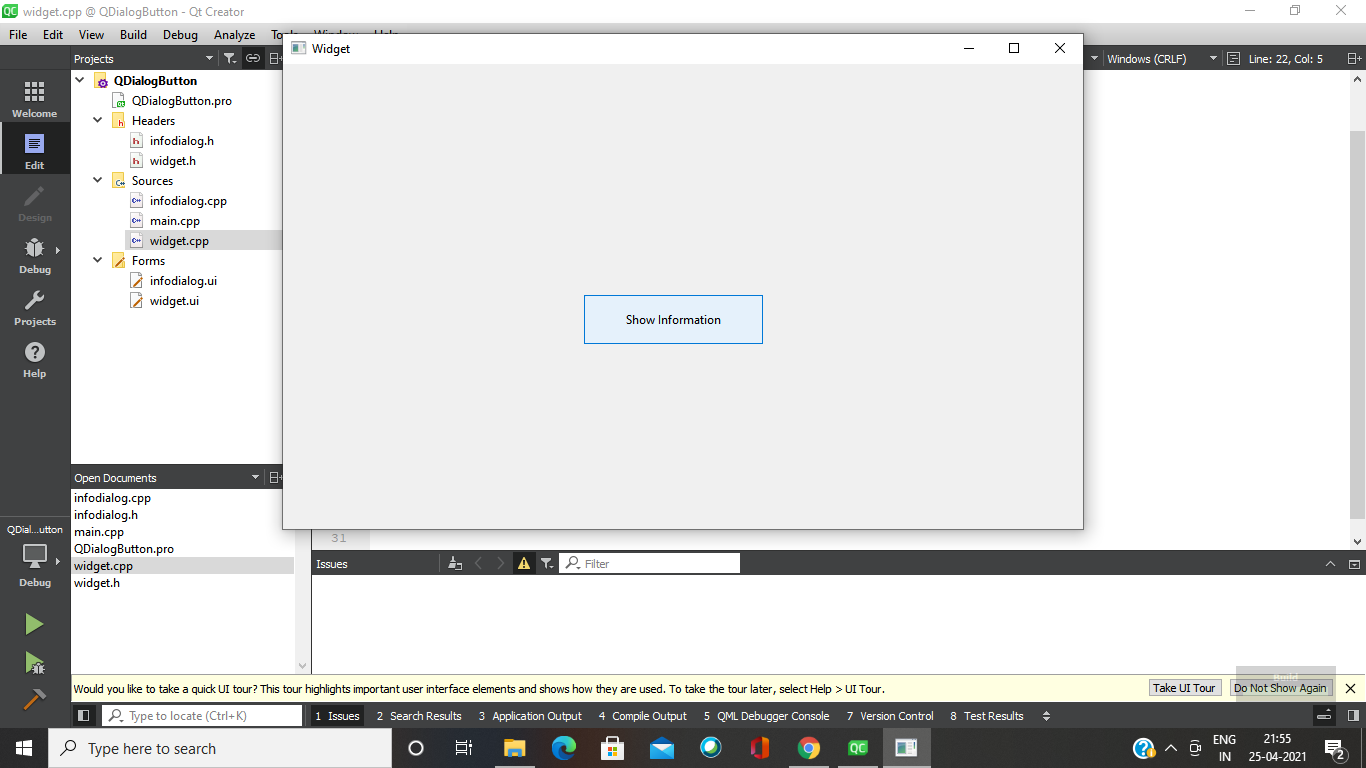 widget.cpp @ QDialogButton - Qt Creator
File Edit View Build Debug Analyze
Widget
Projects
Windows (CRLF)
Line: 22, Col: 5
QDialogButton
QDialogButton.pro
Headers
infodialog.h
widget.h
Sources
infodialog.cpp
main.cpp
widget.cpp
Forms
infodialog.ui
widget.ui
Welcome
Edit
Design
Debug
Projects
Help
Show Information
Open Documents
infodialog.cpp
infodialog.h
main.cpp
QDialogButton.pro
widget.cpp
widget.h
QDial...utton
Debug
31
Issues
Filter
Would you like to take a quick UI tour? This tour highlights important user interface elements and shows how they are used. To take the tour later, select Help > UI Tour.
Take UI Tour
Do Not Show Again
Type to locate (Ctrl+K)
1 Issues
2 Search Results
3 Application Output
4 Compile Output
5 QML Debugger Console
7 Version Control
8 Test Results
Type here to search
QC
ENG
IN
21:55
25-04-2021
2